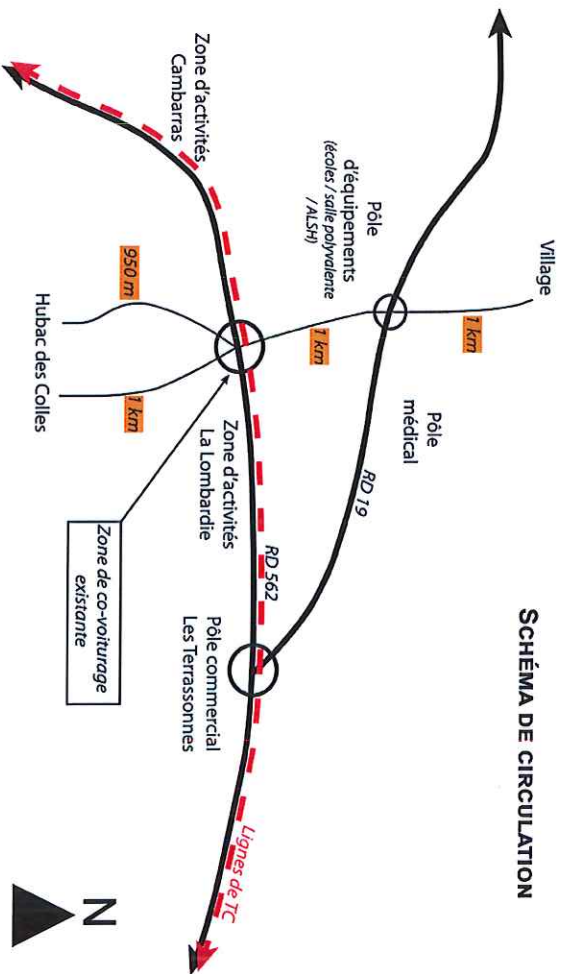 SCHÉMA DE CIRCULATION
Village
1 km
Pôle
d'équipements
(écoles / salle polyvalente
/ ALSH)
Pôle
médical
RD 19
1 km
Zone d'activités
Cambarras
950 m
Hubac des Colles
1 km
Zone d'activités
La Lombardie
RD 562
Pôle commercial
Les Terrassonnes
Zone de co-voiturage
existante
Lignes de TC
N